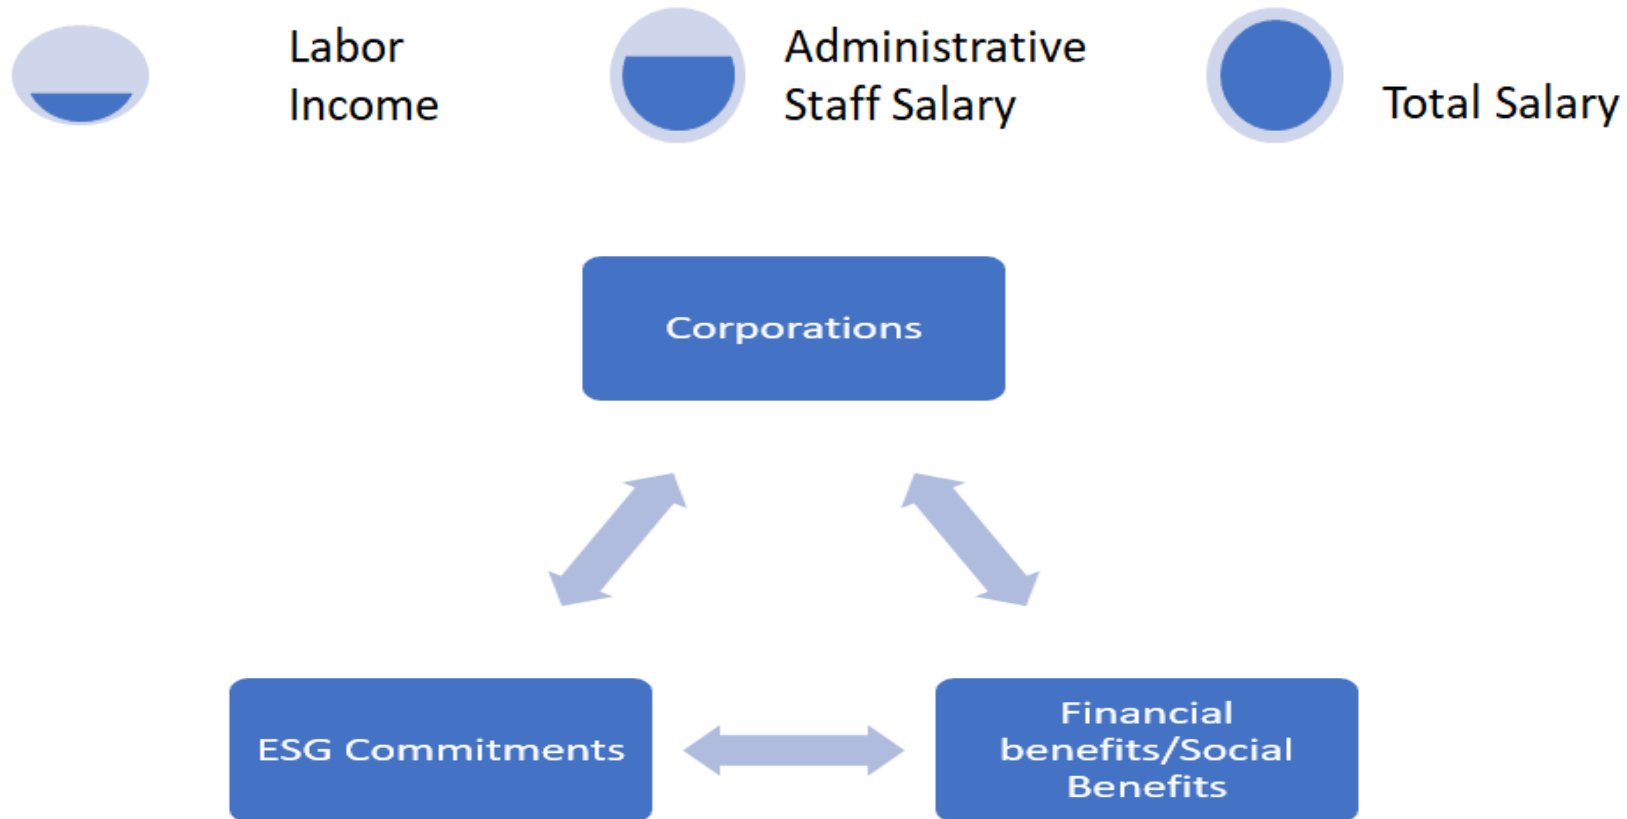 Labor
Income
Administrative
Staff Salary
Total Salary
Corporations
ESG Commitments
Financial
benefits/Social
Benefits